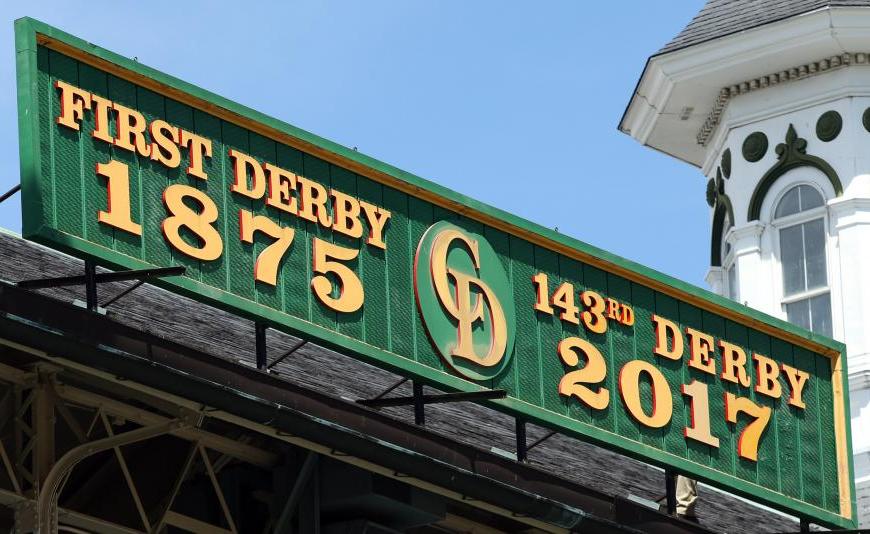 FIRST DERBY
1875
CD
143RD DERBY
2017